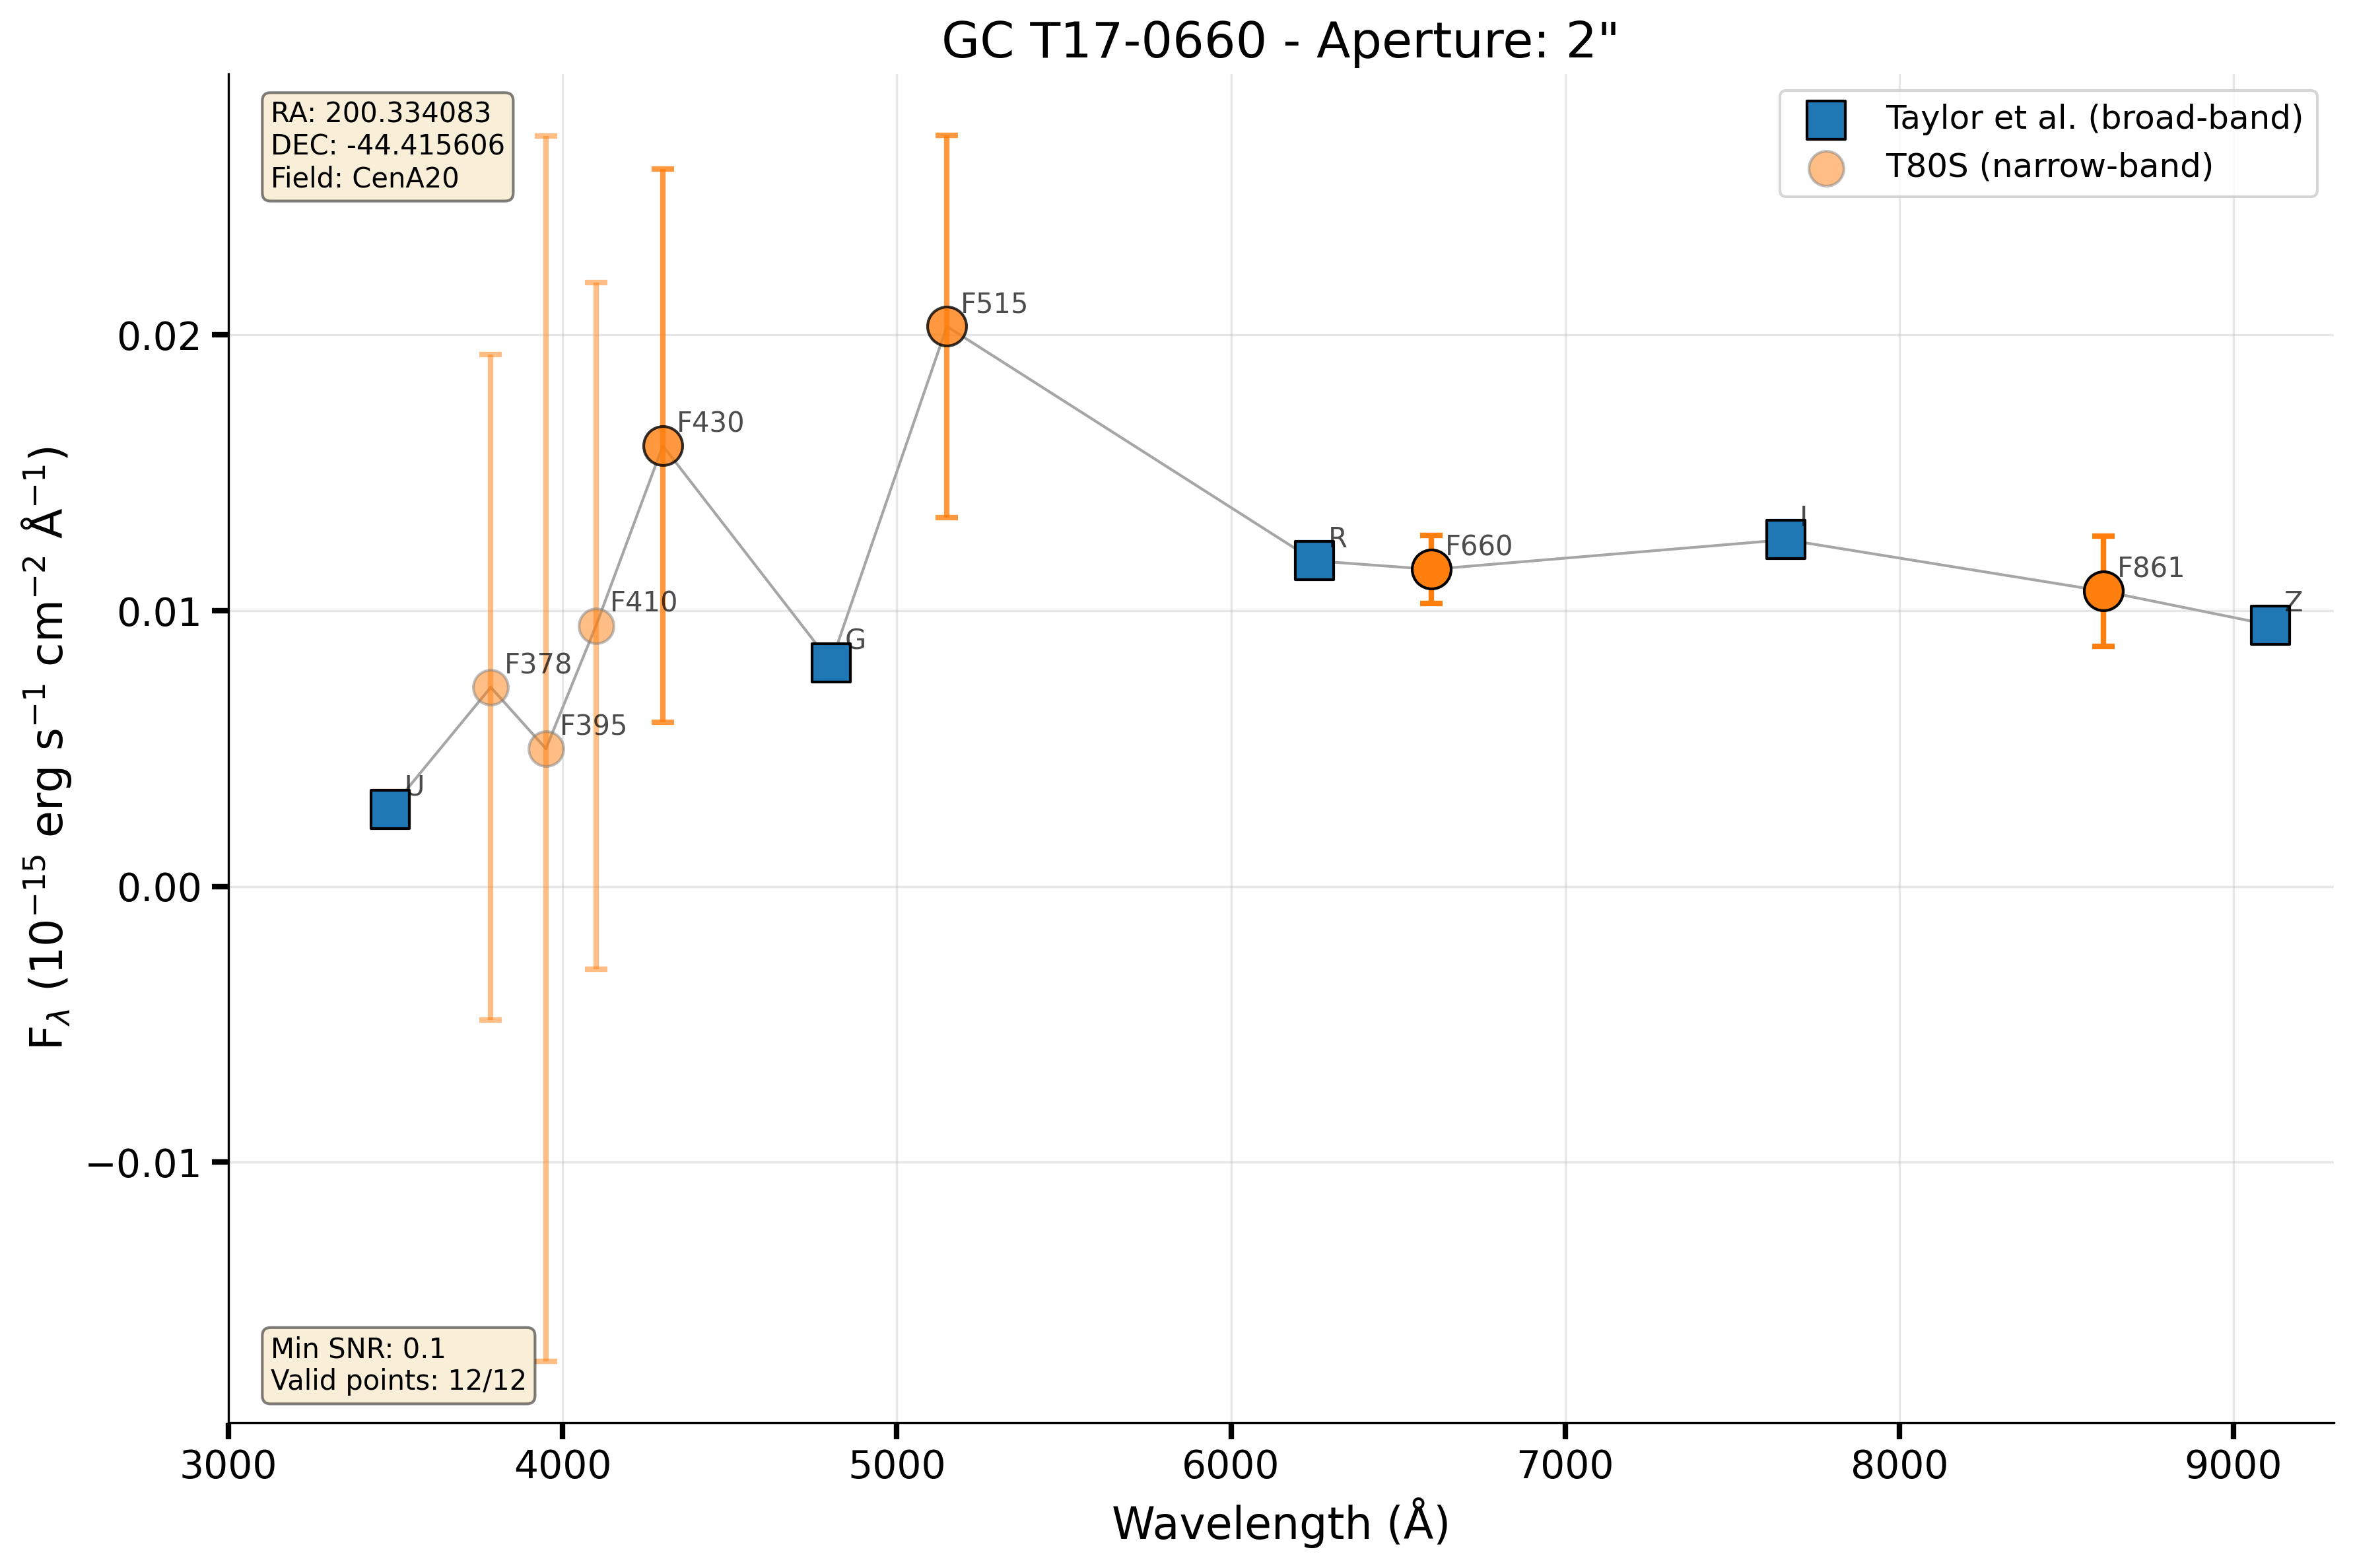 GC T17-0660 - Aperture: 2"
RA: 200.334083
DEC: -44.415606
Field: CenA20
Taylor et al. (broad-band)
T80S (narrow-band)
F515
F430
R
F660
I
F861
Z
F410
G
F378
F395
U
0.02
0.01
0.00
−0.01
F_λ (10⁻¹⁵ erg s⁻¹ cm⁻² Å⁻¹)
Min SNR: 0.1
Valid points: 12/12
3000 4000 5000 6000 7000 8000 9000
Wavelength (Å)